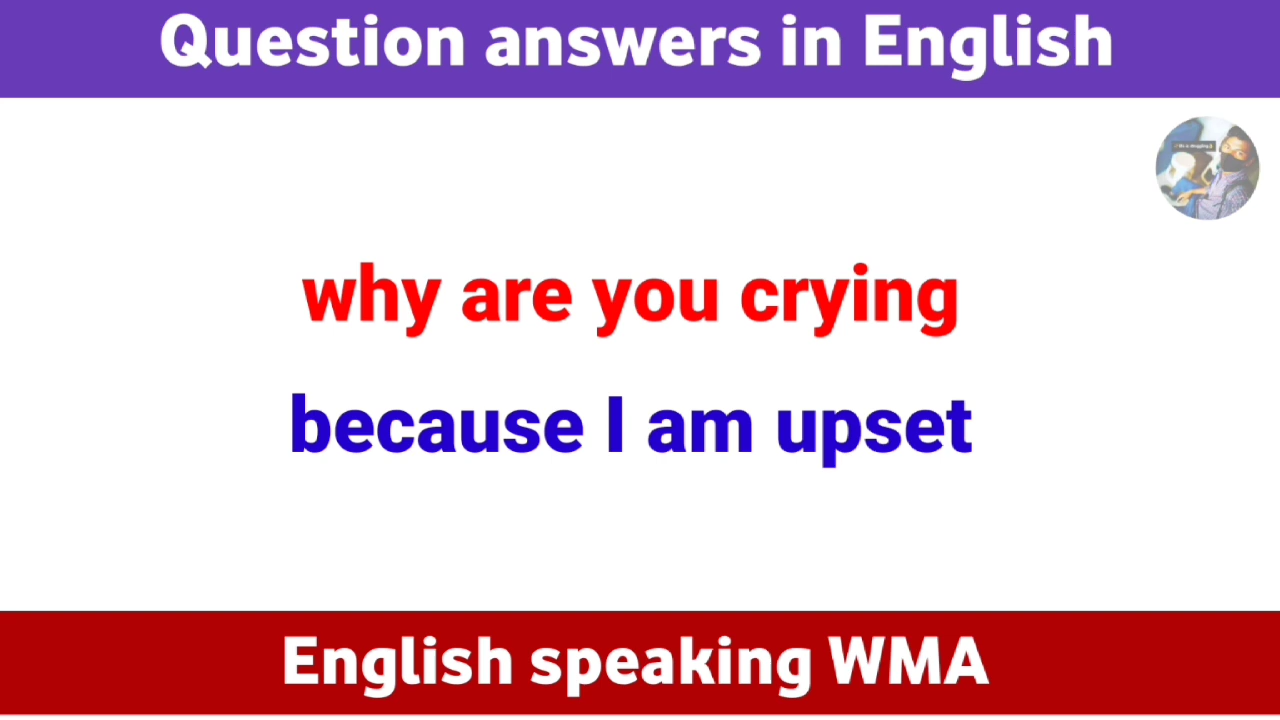 Question answers in English
why are you crying
because I am upset
English speaking WMA